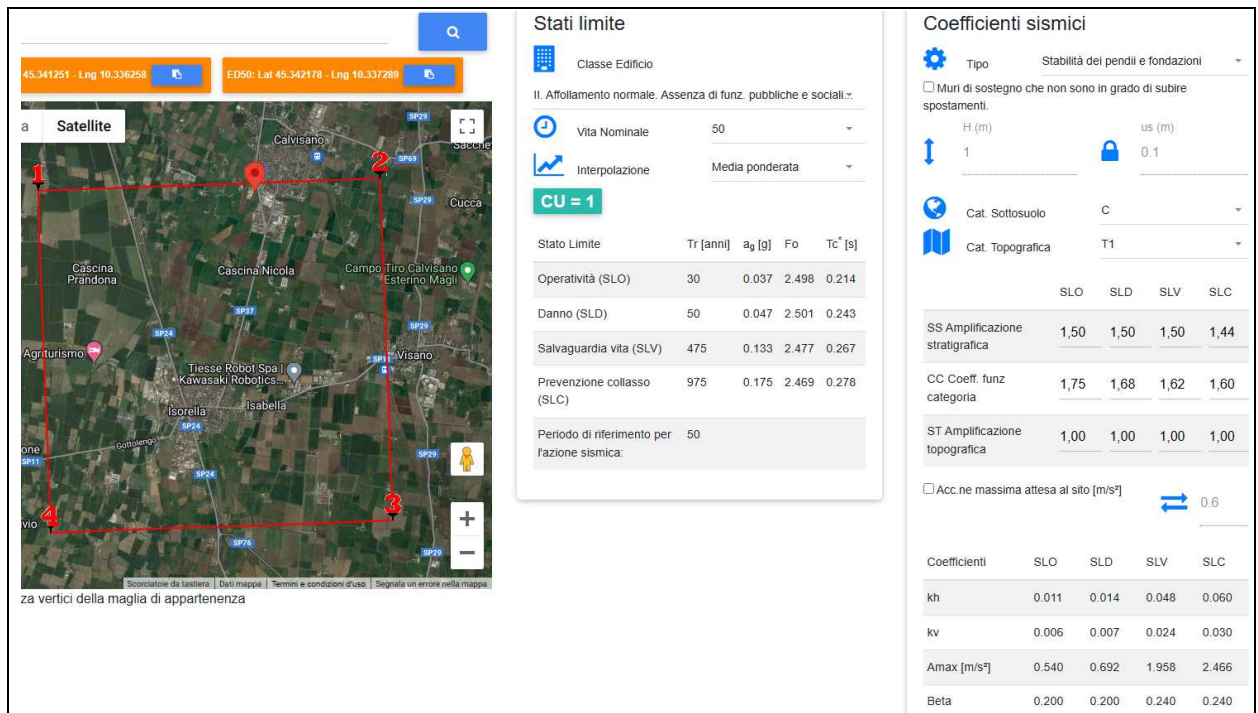 45.341251 - Lng 10.336258
ED50: Lat 45.342178 - Lng 10.337289
a
Satellite
SP29
Calvisano
Sacche
SP69
1
2
SP29
Cucca
Cascina
Prandona
Cascina Nicola
Campo Tiro Calvisano
Esterino Magli
SP37
SP24
SP29
Agriturismo
SP11
Visano
Tiesse Robot Spa |
Kawasaki Robotics...
Isorella
Isabella
SP24
Gottolengo
one
SP11
SP29
SP24
3
4
vio
SP76
SP29
Scorciatoie da tastiera
Dati mappa
Termini e condizioni d'uso
Segnala un errore nella mappa
za vertici della maglia di appartenenza
Stati limite
Classe Edificio
II. Affollamento normale. Assenza di funz. pubbliche e sociali...
Vita Nominale 50
Interpolazione Media ponderata
CU = 1
Stato Limite Tr [anni] ag [g] Fo Tc* [s]
Operatività (SLO) 30 0.037 2.498 0.214
Danno (SLD) 50 0.047 2.501 0.243
Salvaguardia vita (SLV) 475 0.133 2.477 0.267
Prevenzione collasso 975 0.175 2.469 0.278
(SLC)
Periodo di riferimento per 50
l'azione sismica:
Coefficienti sismici
Tipo Stabilità dei pendii e fondazioni
Muri di sostegno che non sono in grado di subire
spostamenti.
H (m) us (m)
1 0.1
Cat. Sottosuolo C
Cat. Topografica T1
SLO SLD SLV SLC
SS Amplificazione 1,50 1,50 1,50 1,44
stratigrafica
CC Coeff. funz 1,75 1,68 1,62 1,60
categoria
ST Amplificazione 1,00 1,00 1,00 1,00
topografica
Acc.ne massima attesa al sito [m/s²]
0.6
Coefficienti SLO SLD SLV SLC
kh 0.011 0.014 0.048 0.060
kv 0.006 0.007 0.024 0.030
Amax [m/s²] 0.540 0.692 1.958 2.466
Beta 0.200 0.200 0.240 0.240